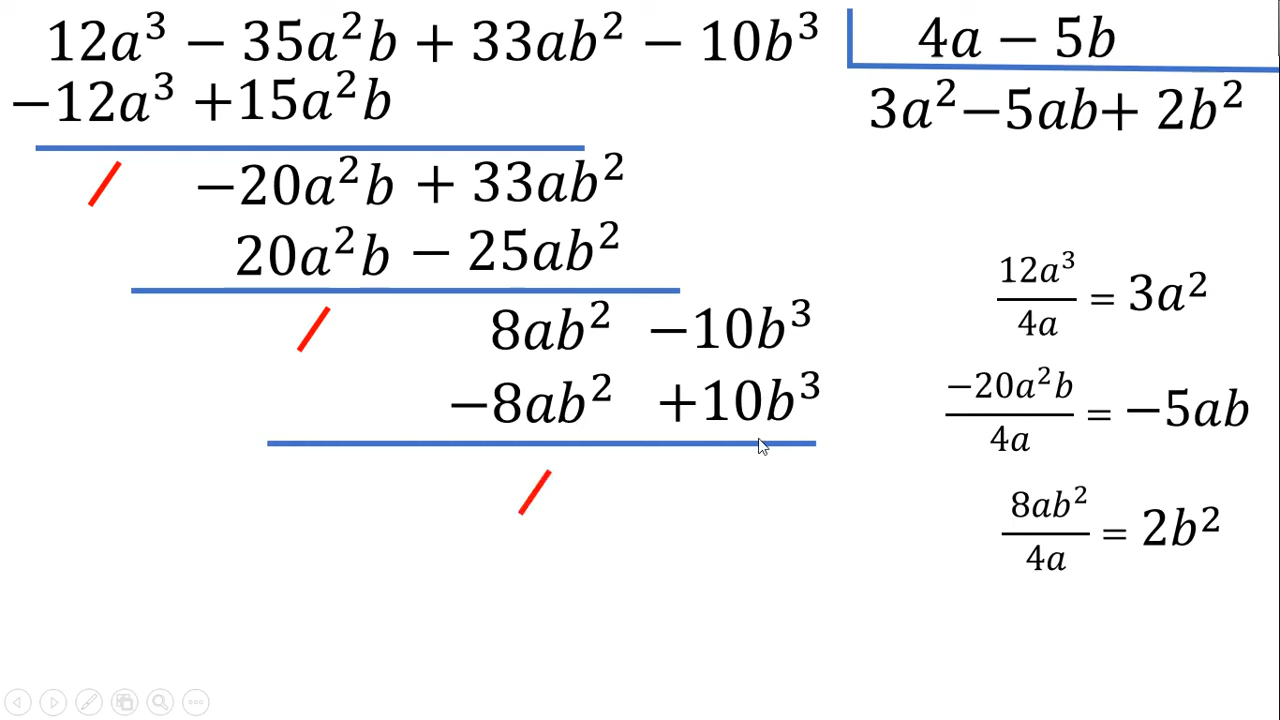 12a³ − 35a²b + 33ab² − 10b³
4a − 5b
−12a³ +15a²b
3a²−5ab+ 2b²
−20a²b + 33ab²
20a²b − 25ab²
12a³/4a = 3a²
8ab² −10b³
−8ab² +10b³
−20a²b/4a = −5ab
8ab²/4a = 2b²